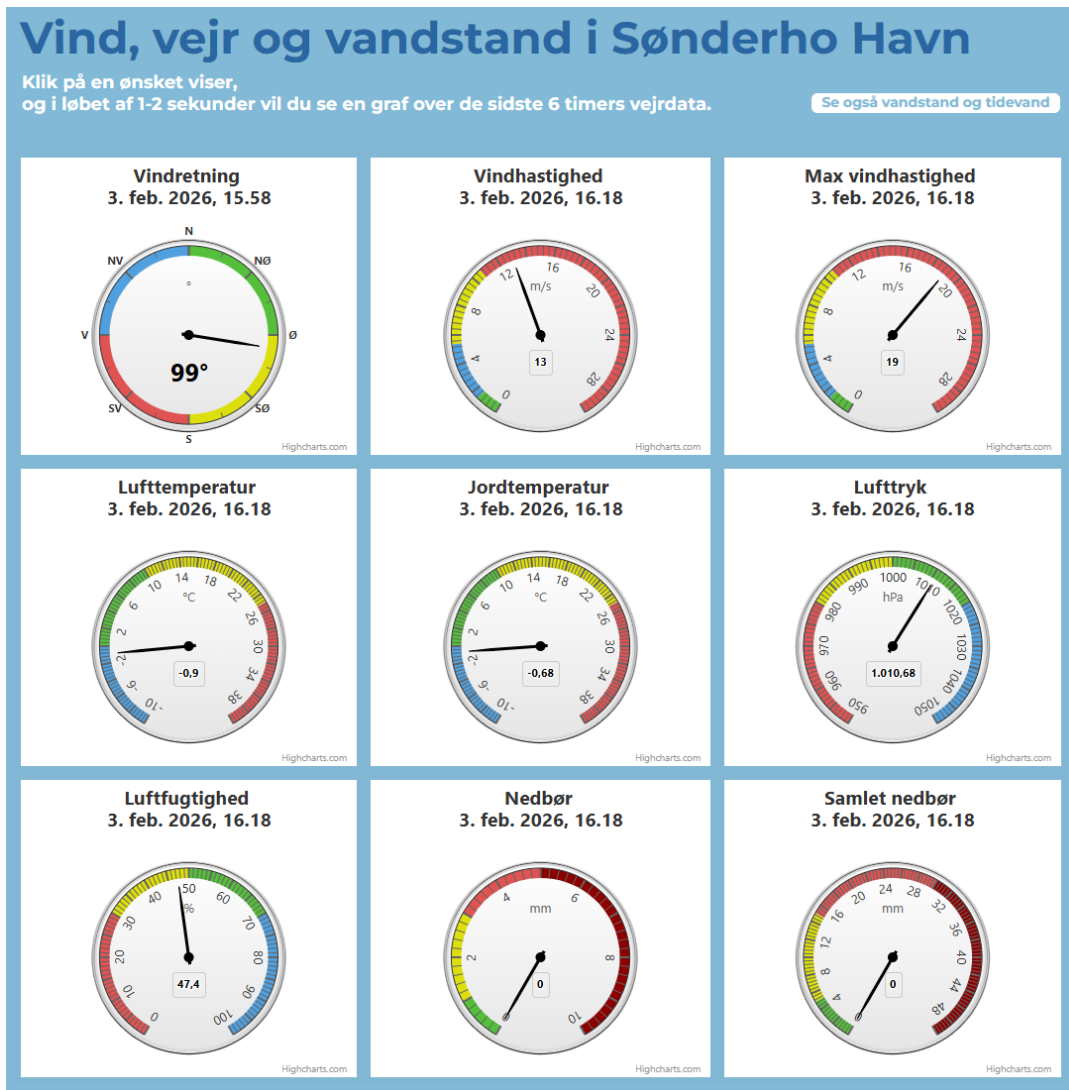 Vind, vejr og vandstand i Sønderho Havn
Klik på en ønsket viser,
og i løbet af 1-2 sekunder vil du se en graf over de sidste 6 timers vejrdata.
Se også vandstand og tidevand
Vindretning
3. feb. 2026, 15.58
N
NØ
Ø
SØ
S
SV
V
NV
°
99°
Highcharts.com
Vindhastighed
3. feb. 2026, 16.18
0
4
8
12
16
20
24
28
m/s
13
Highcharts.com
Max vindhastighed
3. feb. 2026, 16.18
0
4
8
12
16
20
24
28
m/s
19
Highcharts.com
Lufttemperatur
3. feb. 2026, 16.18
-10
-6
-2
2
6
10
14
18
22
26
30
34
38
°C
-0,9
Highcharts.com
Jordtemperatur
3. feb. 2026, 16.18
-10
-6
-2
2
6
10
14
18
22
26
30
34
38
°C
-0,68
Highcharts.com
Lufttryk
3. feb. 2026, 16.18
950
960
970
980
990
1000
1010
1020
1030
1040
1050
hPa
1.010,68
Highcharts.com
Luftfugtighed
3. feb. 2026, 16.18
0
10
20
30
40
50
60
70
80
90
100
%
47,4
Highcharts.com
Nedbør
3. feb. 2026, 16.18
0
2
4
6
8
10
mm
0
Highcharts.com
Samlet nedbør
3. feb. 2026, 16.18
0
4
8
12
16
20
24
28
32
36
40
44
48
mm
0
Highcharts.com